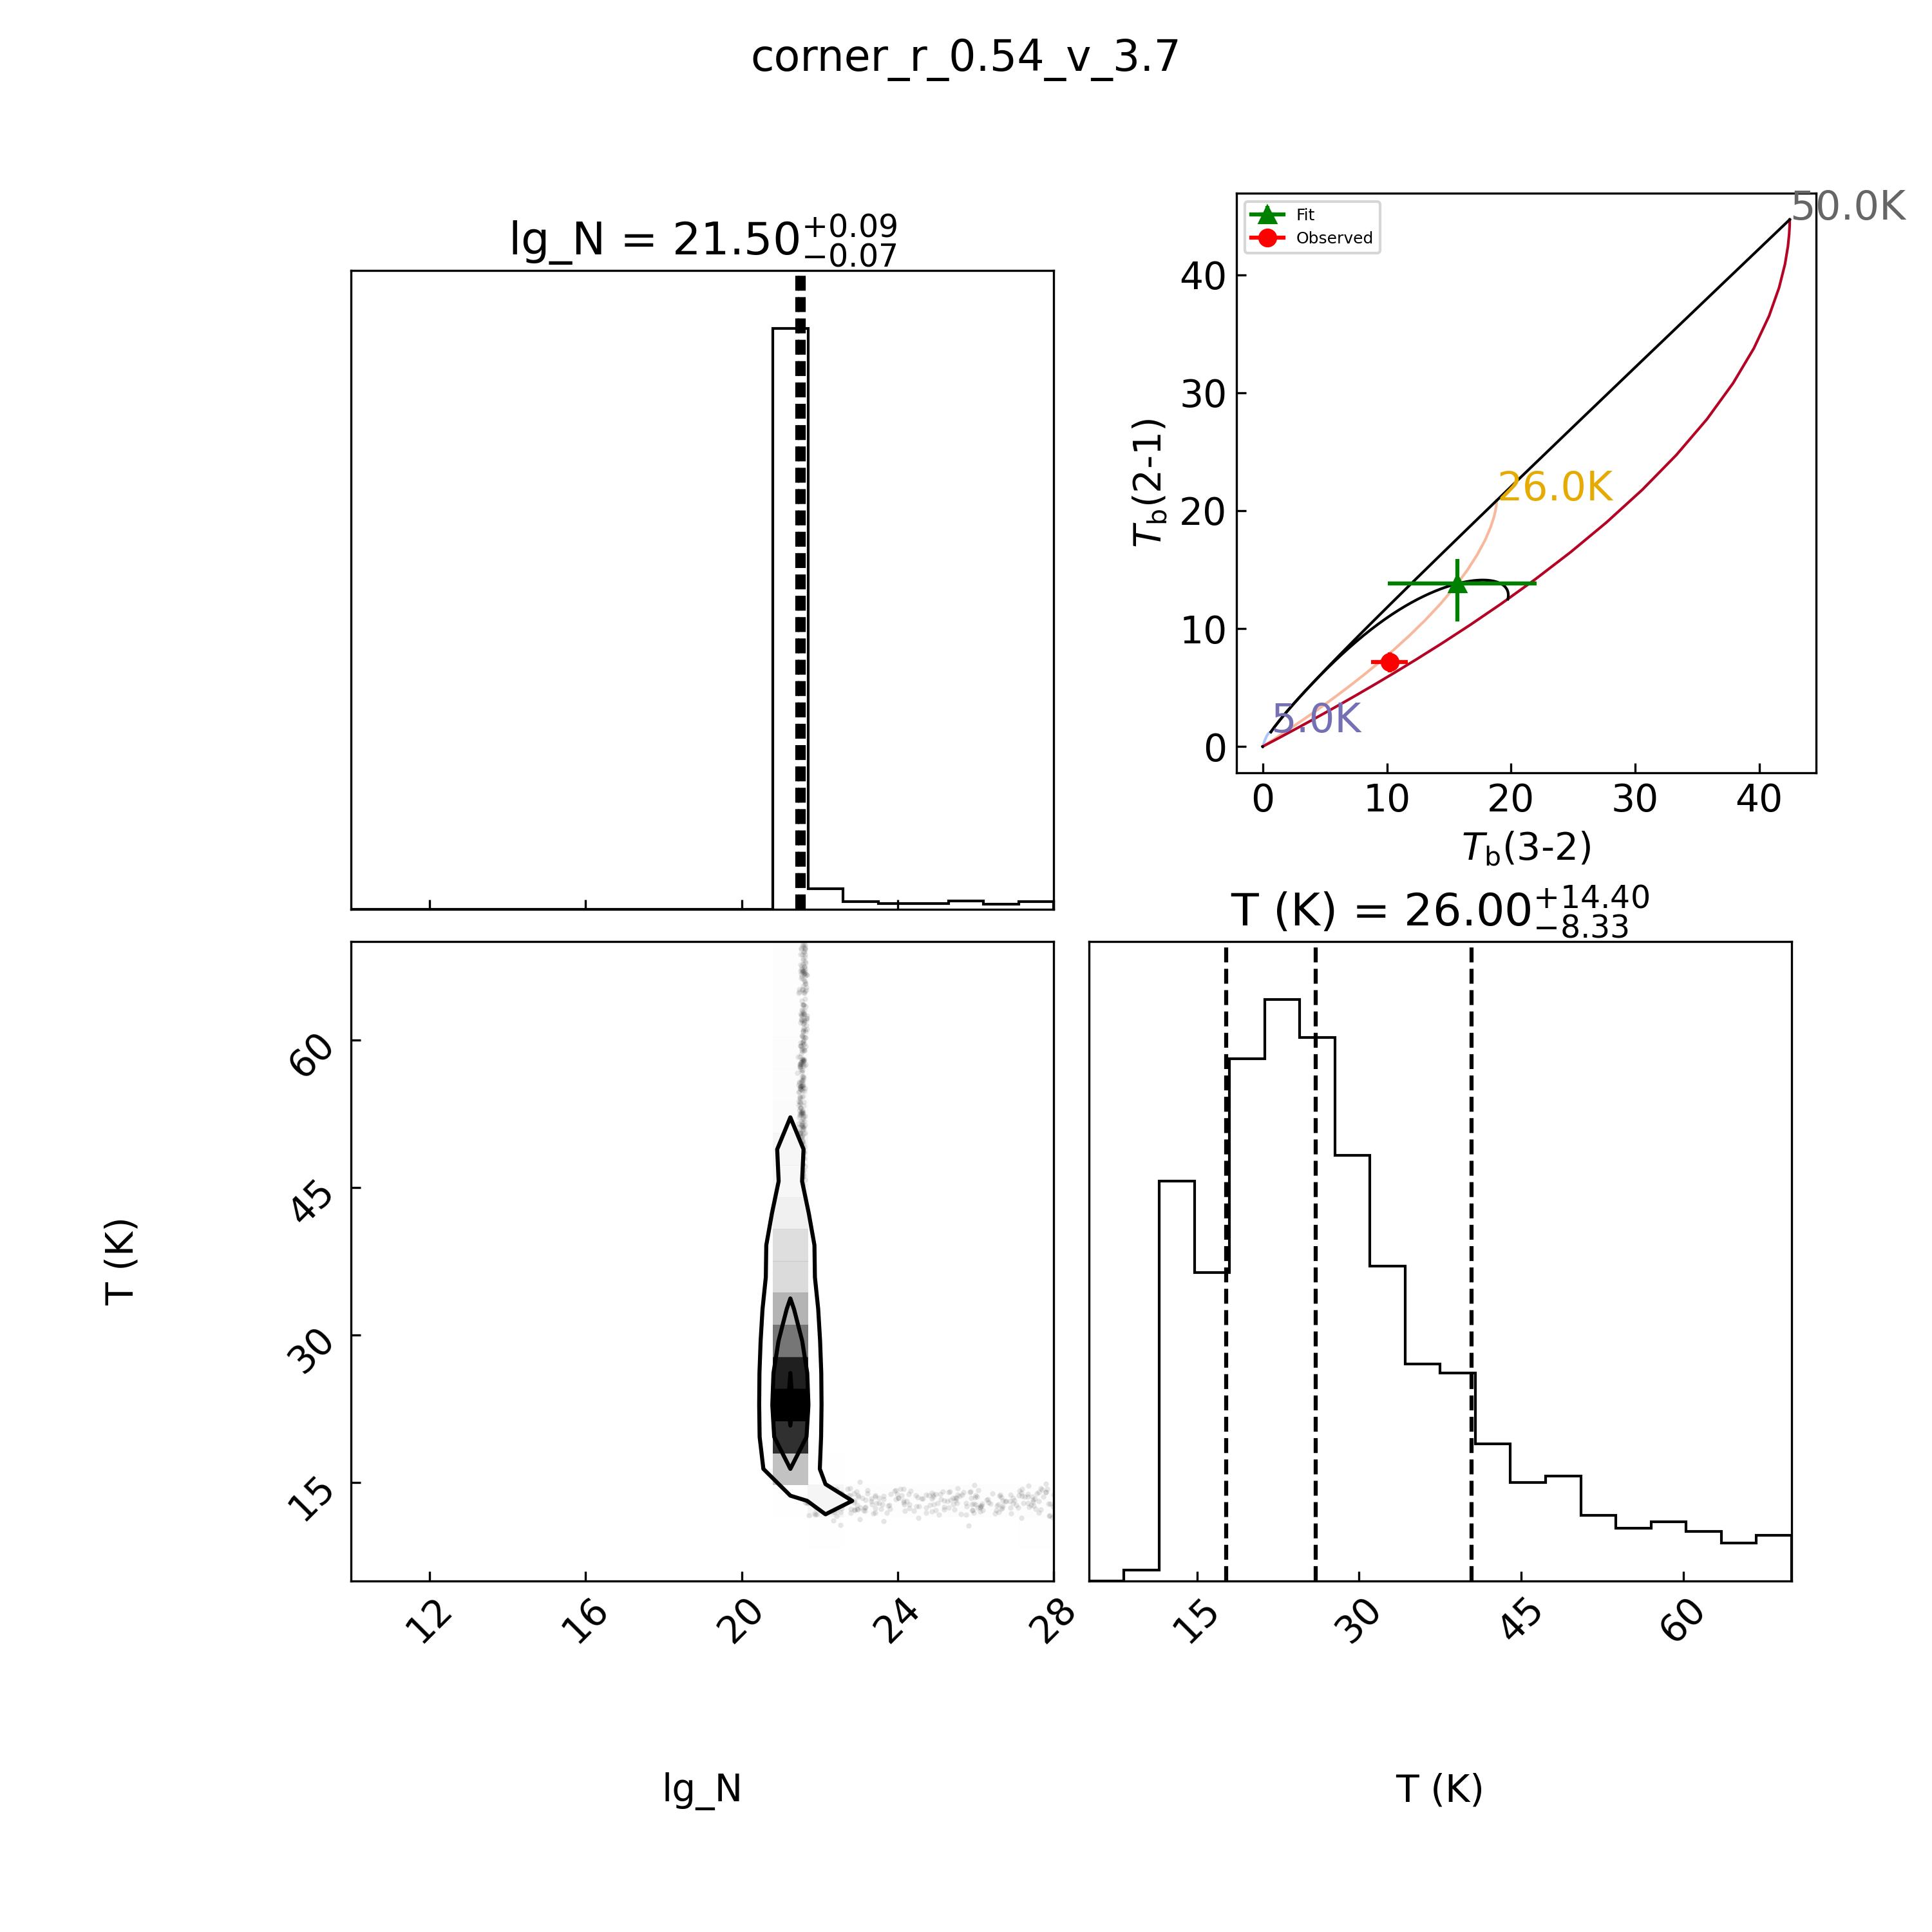 corner_r_0.54_v_3.7
lg_N = 21.50+0.09−0.07
50.0K
Fit
Observed
40
30
20
10
0
Tb(2-1)
26.0K
5.0K
0 10 20 30 40
Tb(3-2)
T (K) = 26.00+14.40−8.33
60
45
30
15
T (K)
12 16 20 24 28
15 30 45 60
lg_N
T (K)